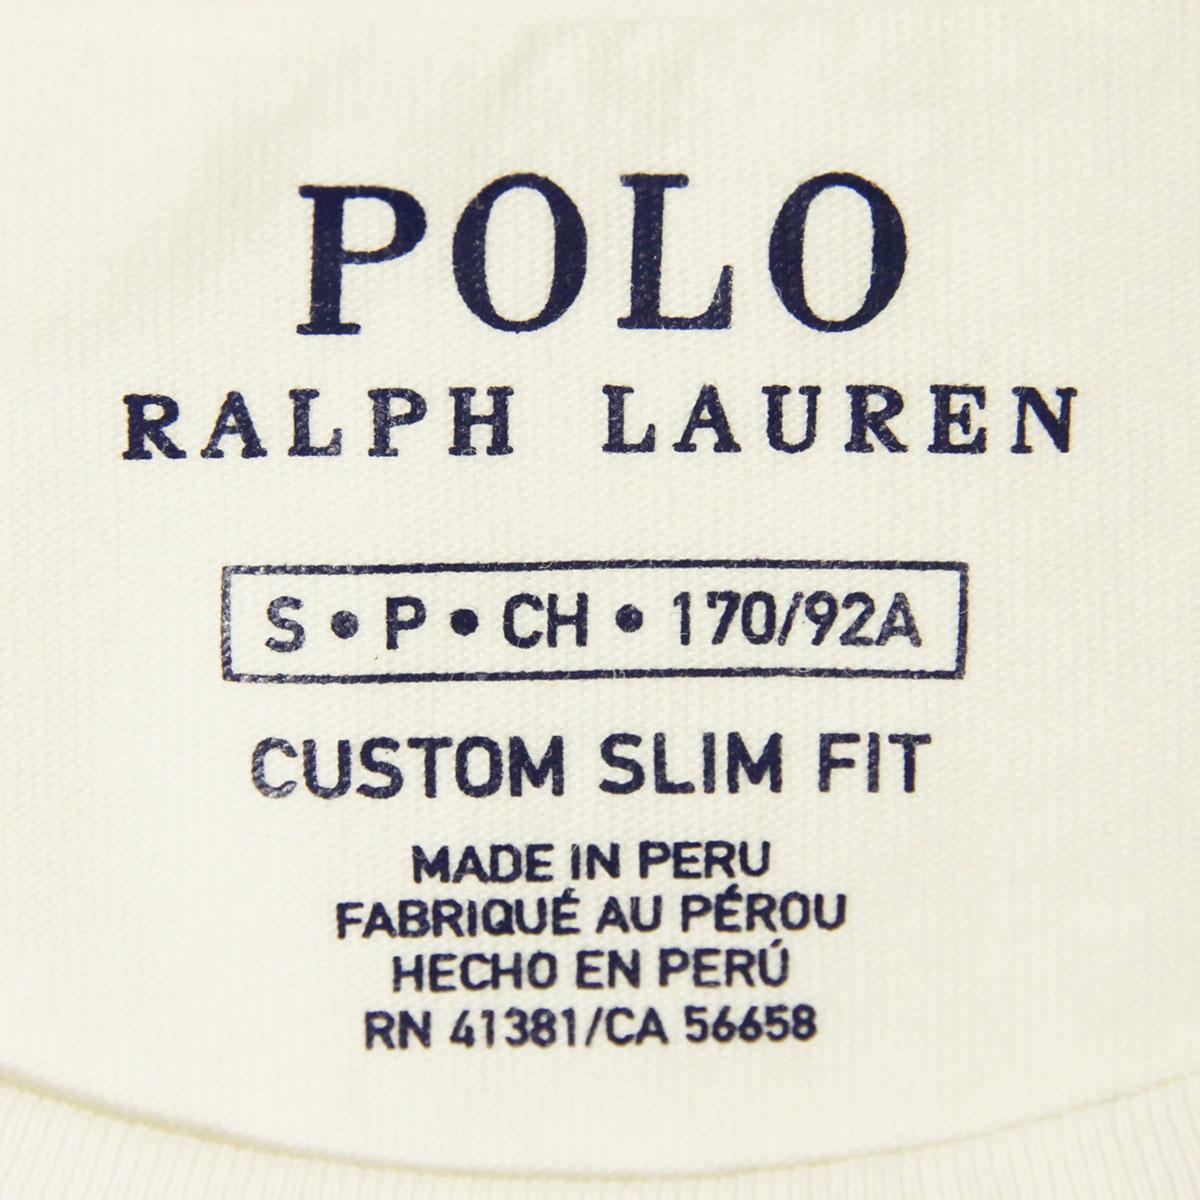 POLO
RALPH LAUREN
S • P • CH • 170/92A
CUSTOM SLIM FIT
MADE IN PERU
FABRIQUÉ AU PÉROU
HECHO EN PERÚ
RN 41381/CA 56658